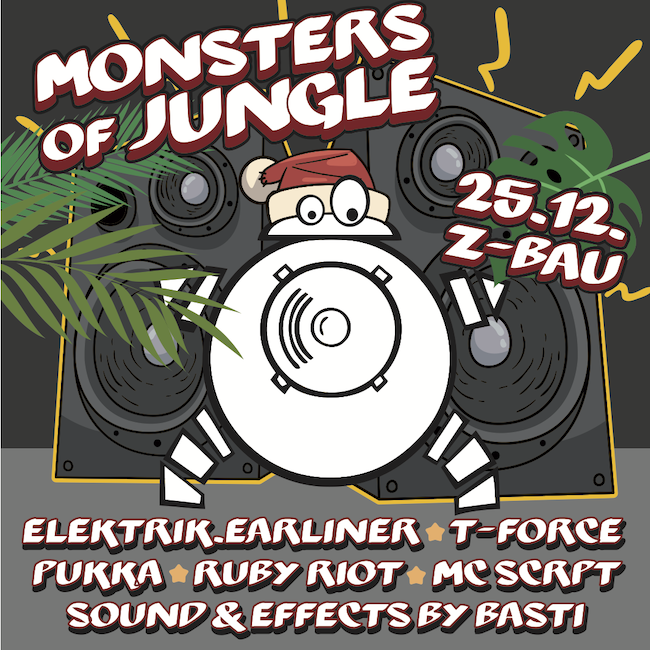 MONSTERS
OF JUNGLE
25.12.
Z-BAU
ELEKTRIK.EARLINER ★ T-FORCE
PUKKA ★ RUBY RIOT ★ MC SCRPT
SOUND & EFFECTS BY BASTI